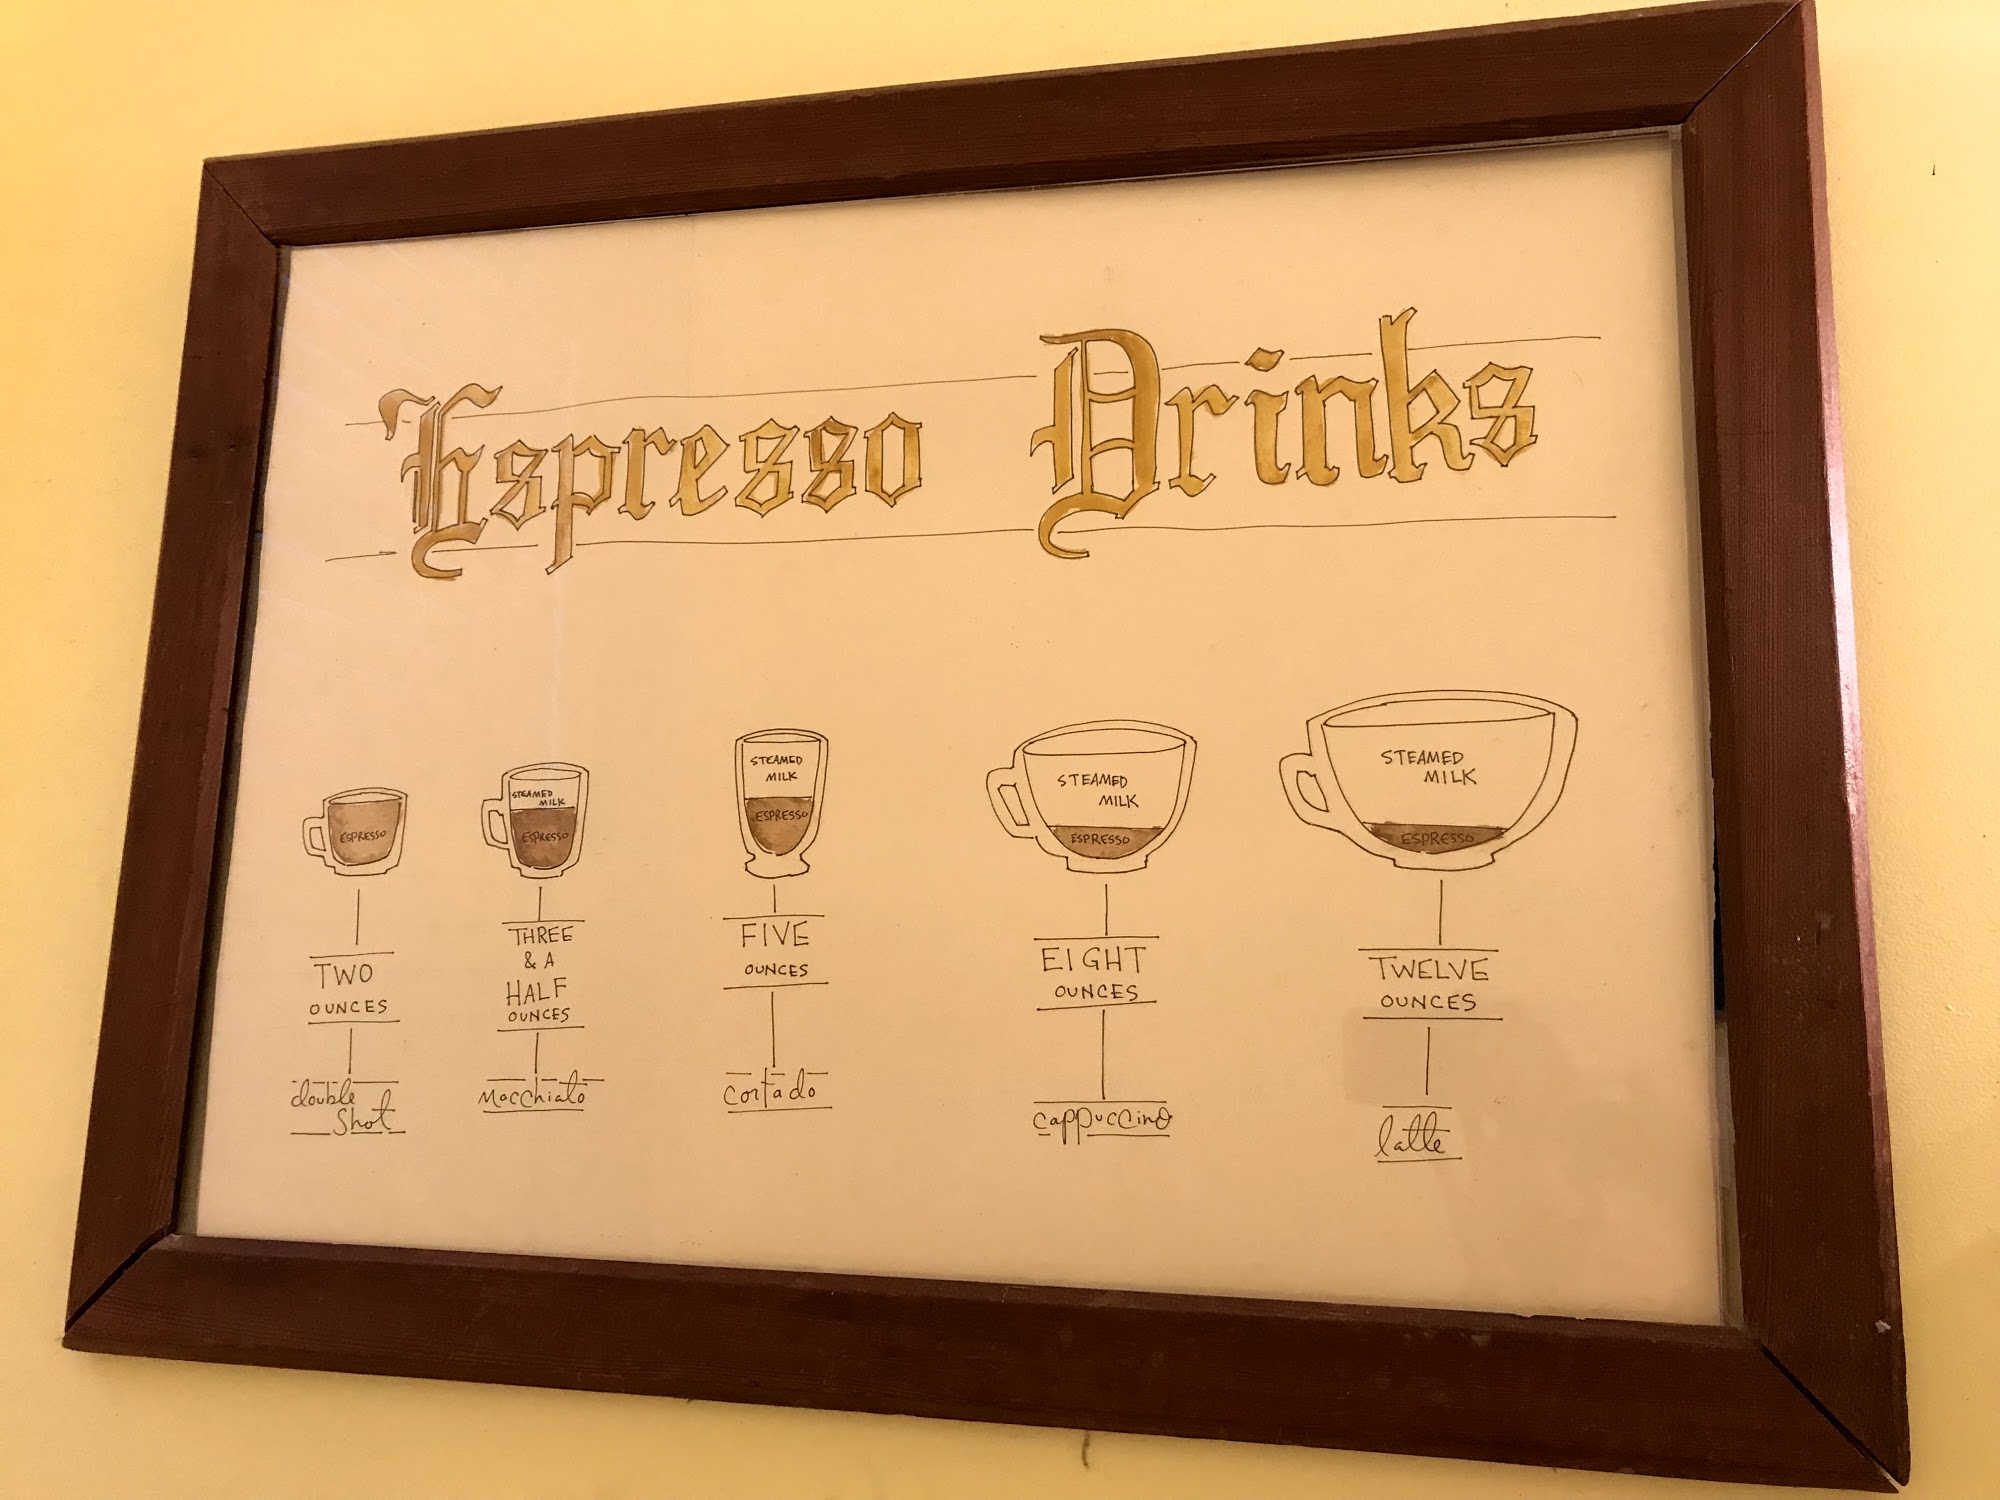 Espresso Drinks
ESPRESSO
TWO
OUNCES
double
shot
STEAMED
MILK
ESPRESSO
THREE
& A
HALF
OUNCES
Macchiato
STEAMED
MILK
ESPRESSO
FIVE
OUNCES
cortado
STEAMED
MILK
ESPRESSO
EIGHT
OUNCES
cappuccino
STEAMED
MILK
ESPRESSO
TWELVE
OUNCES
latte